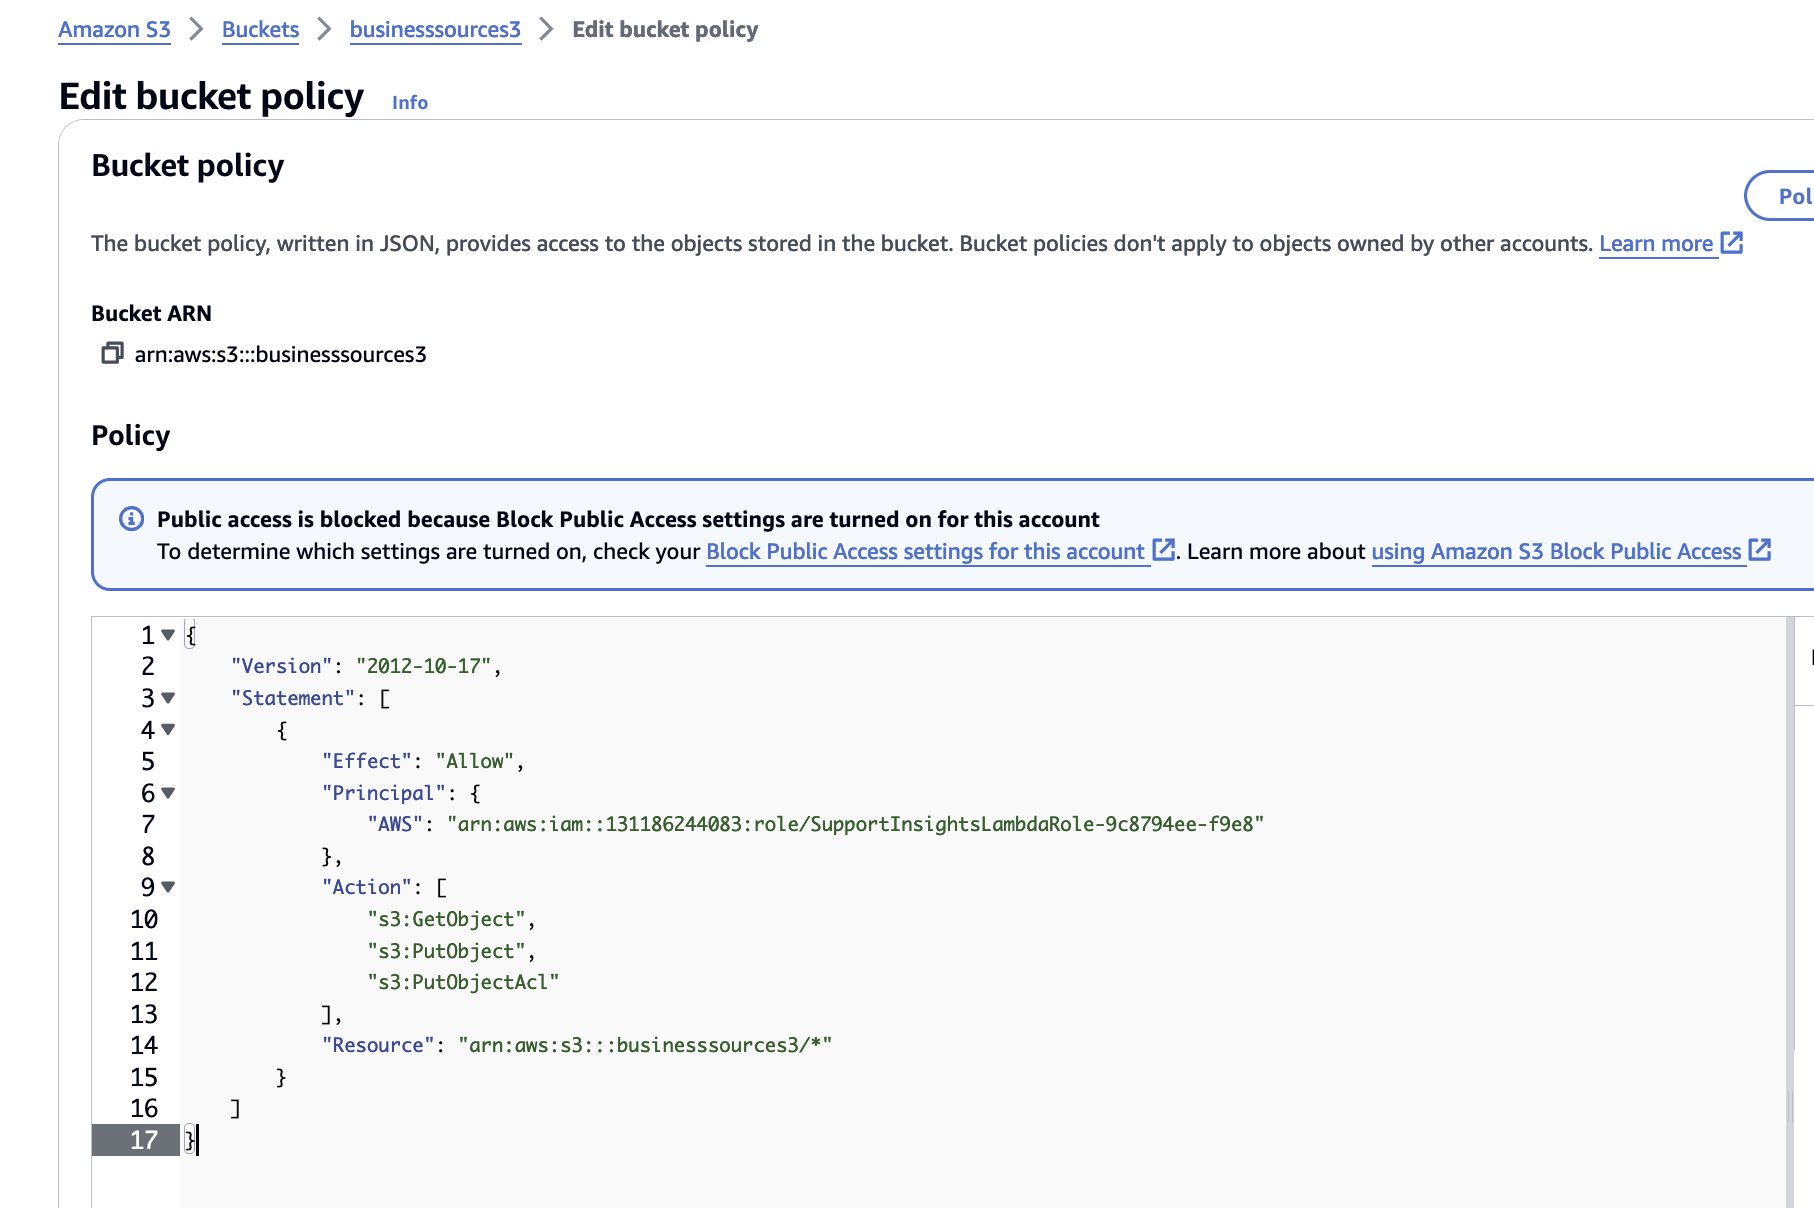 Amazon S3 > Buckets > businesssources3 > Edit bucket policy
Edit bucket policy Info
Bucket policy
Pol
The bucket policy, written in JSON, provides access to the objects stored in the bucket. Bucket policies don't apply to objects owned by other accounts. Learn more
Bucket ARN
arn:aws:s3:::businesssources3
Policy
Public access is blocked because Block Public Access settings are turned on for this account
To determine which settings are turned on, check your Block Public Access settings for this account. Learn more about using Amazon S3 Block Public Access
1 {
2     "Version": "2012-10-17",
3     "Statement": [
4         {
5             "Effect": "Allow",
6             "Principal": {
7                 "AWS": "arn:aws:iam::131186244083:role/SupportInsightsLambdaRole-9c8794ee-f9e8"
8             },
9             "Action": [
10                 "s3:GetObject",
11                 "s3:PutObject",
12                 "s3:PutObjectAcl"
13             ],
14             "Resource": "arn:aws:s3:::businesssources3/*"
15         }
16     ]
17 }